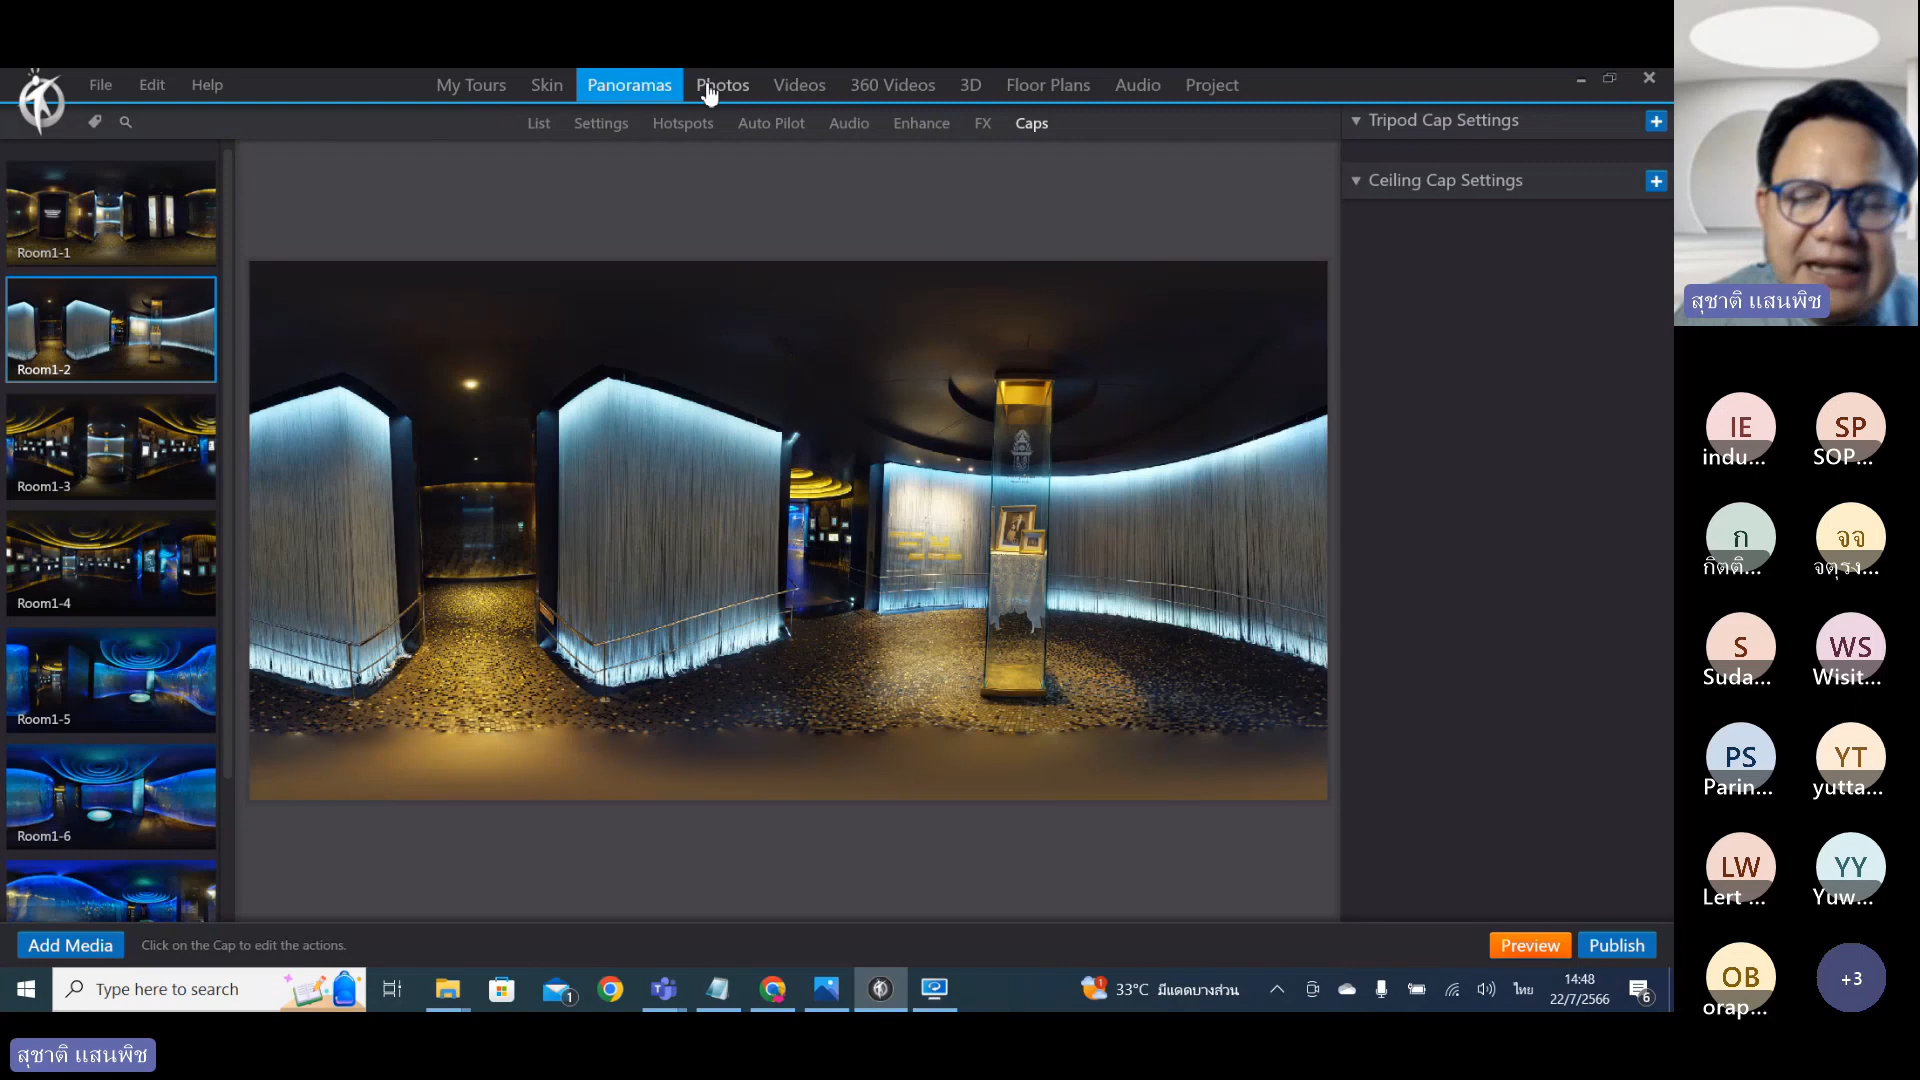 File Edit Help
My Tours Skin Panoramas Photos Videos 360 Videos 3D Floor Plans Audio Project
List Settings Hotspots Auto Pilot Audio Enhance FX Caps
Tripod Cap Settings
Ceiling Cap Settings
Room1-1
Room1-2
Room1-3
Room1-4
Room1-5
Room1-6
Add Media
Click on the Cap to edit the actions.
Preview
Publish
Type here to search
1
1
33°C มีแดดบางส่วน
ไทย
14:48
22/7/2566
6
สุชาติ แสนพิช
IE
indu...
SP
SOP...
ก
กิตติ...
จจ
จตุรง...
S
Suda...
WS
Wisit...
PS
Parin...
YT
yutta...
LW
Lert ...
YY
Yuw...
OB
orap...
+3
สุชาติ แสนพิช